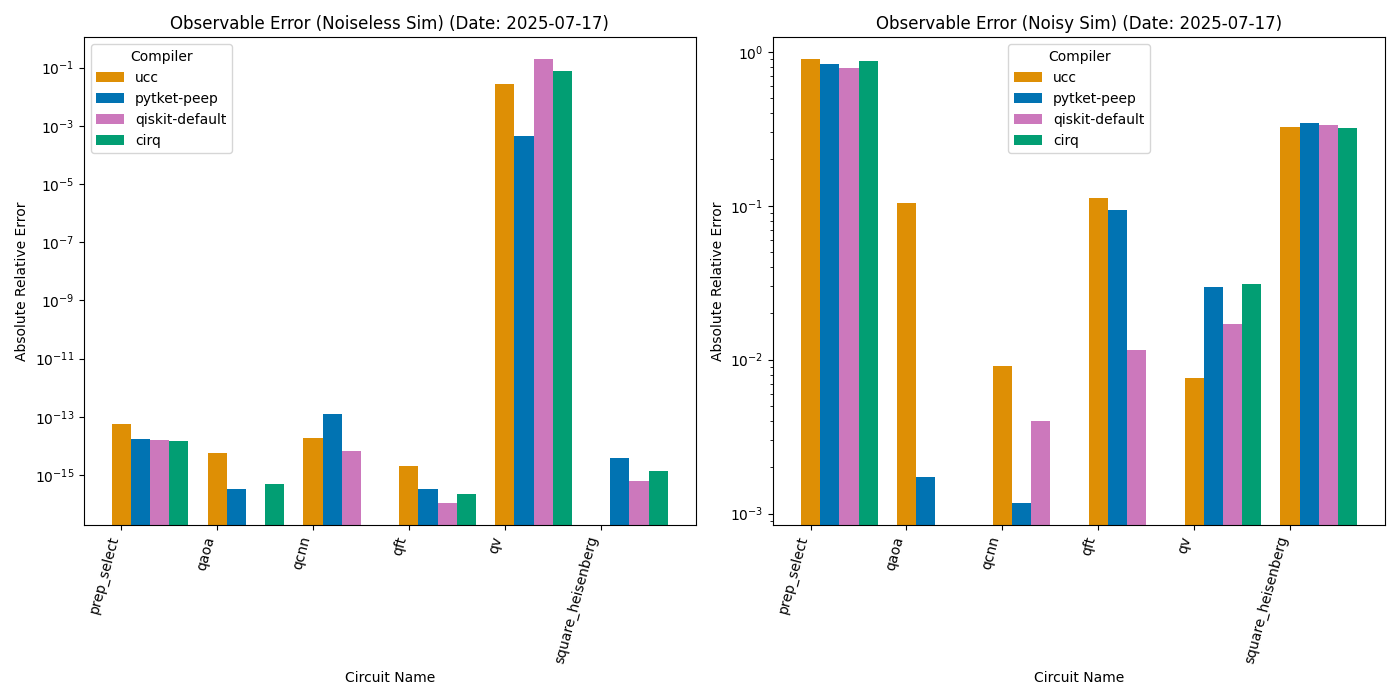 Observable Error (Noiseless Sim) (Date: 2025-07-17)
Absolute Relative Error
10⁻¹
10⁻³
10⁻⁵
10⁻⁷
10⁻⁹
10⁻¹¹
10⁻¹³
10⁻¹⁵
Compiler
ucc
pytket-peep
qiskit-default
cirq
prep_select
qaoa
qcnn
qft
qv
square_heisenberg
Circuit Name
Observable Error (Noisy Sim) (Date: 2025-07-17)
Absolute Relative Error
10⁰
10⁻¹
10⁻²
10⁻³
Compiler
ucc
pytket-peep
qiskit-default
cirq
prep_select
qaoa
qcnn
qft
qv
square_heisenberg
Circuit Name